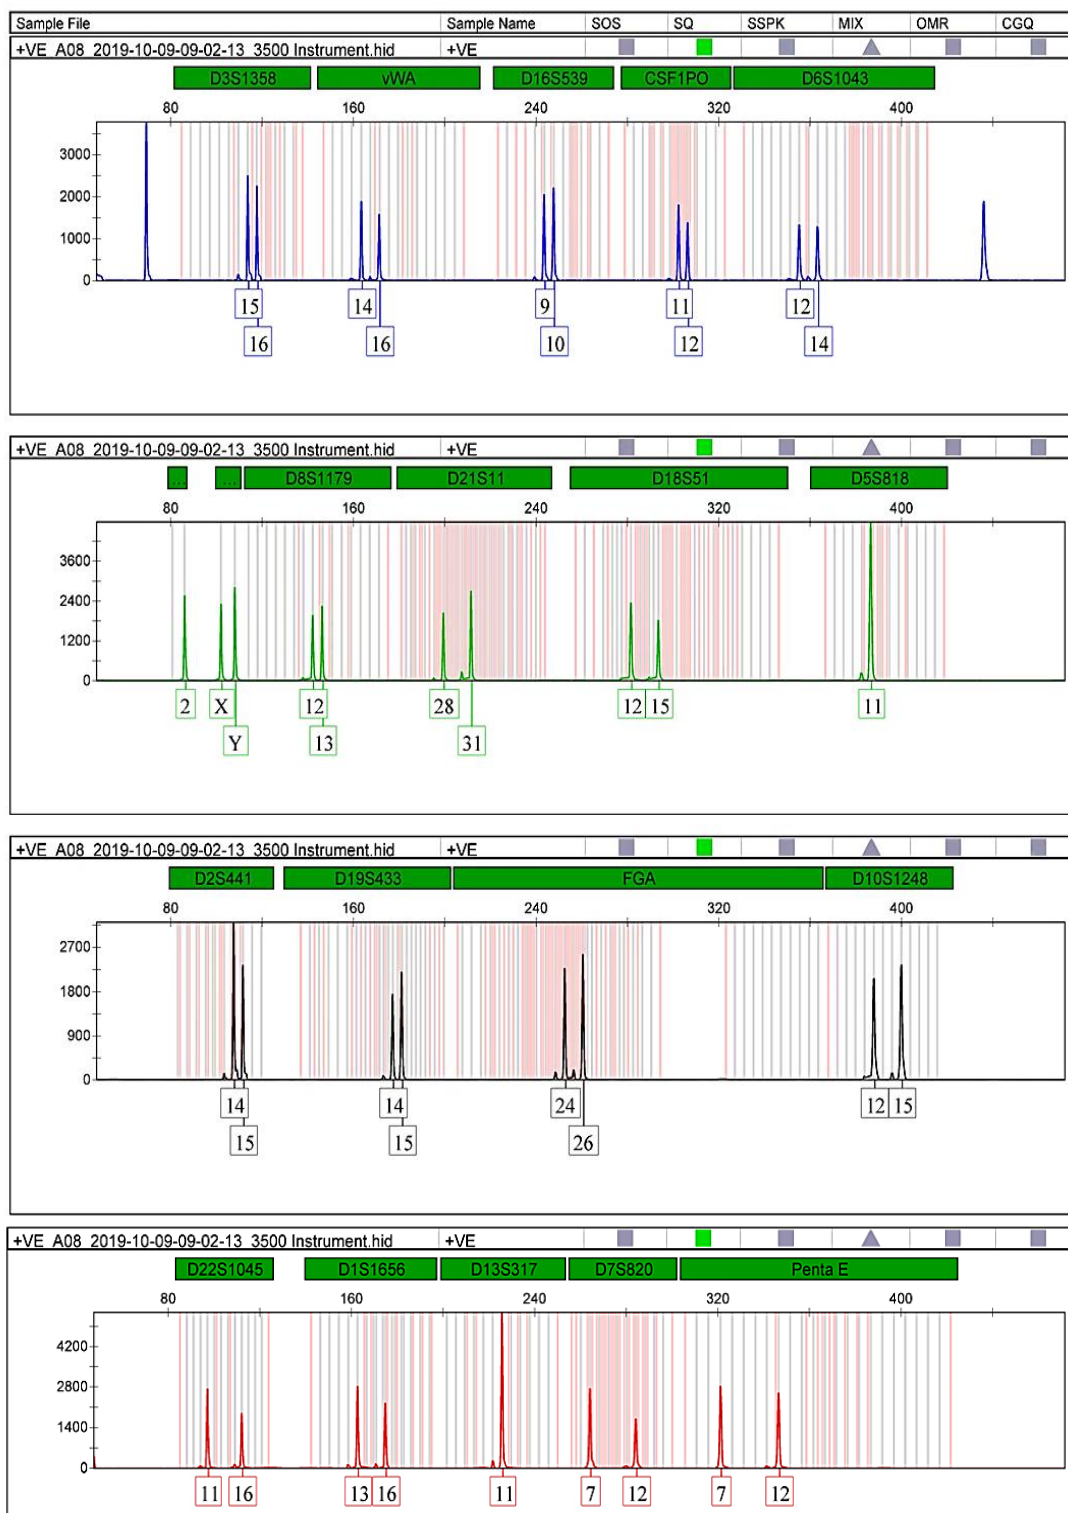 Sample File Sample Name SOS SQ SSPK MIX OMR CGQ
+VE_A08_2019-10-09-09-02-13_3500 Instrument.hid +VE
D3S1358 vWA D16S539 CSF1PO D6S1043
80 160 240 320 400
3000
2000
1000
0
15 14 9 11 12
16 16 10 12 14
+VE_A08_2019-10-09-09-02-13_3500 Instrument.hid +VE
... ... D8S1179 D21S11 D18S51 D5S818
80 160 240 320 400
3600
2400
1200
0
2 X 12 28 12 15 11
Y 13 31
+VE_A08_2019-10-09-09-02-13_3500 Instrument.hid +VE
D2S441 D19S433 FGA D10S1248
80 160 240 320 400
2700
1800
900
0
14 14 24 12 15
15 15 26
+VE_A08_2019-10-09-09-02-13_3500 Instrument.hid +VE
D22S1045 D1S1656 D13S317 D7S820 Penta E
80 160 240 320 400
4200
2800
1400
0
11 16 13 16 11 7 12 7 12